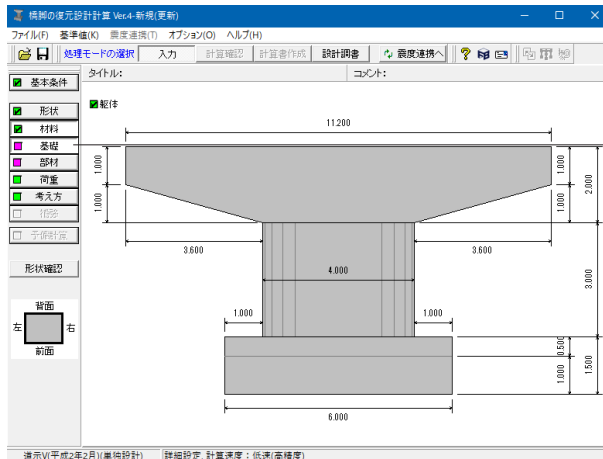 橋脚の復元設計計算 Ver.4-新規(更新)
ファイル(F) 基準値(K) 震度連携(T) オプション(O) ヘルプ(H)
処理モードの選択 入力 計算確認 計算書作成 設計調書 震度連携へ
タイトル: コメント:
基本条件
形状
材料
基礎
部材
荷重
考え方
予備計算
形状確認
背面
左 右
前面
躯体
11.200
1.000
1.000
1.000
1.000
2.000
3.600
3.600
4.000
3.000
1.000
1.000
0.500
1.000
1.500
6.000
道示V(平成2年2月)(単独設計) 詳細設定、計算速度:低速(高精度)